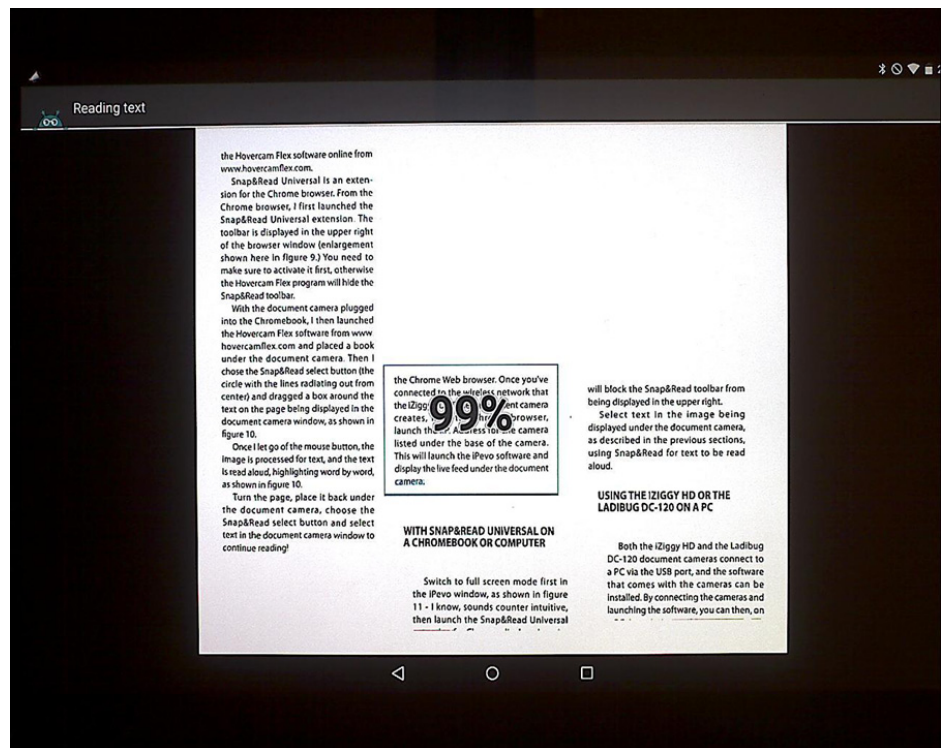 Reading text
the Hovercam Flex software online from
www.hovercamflex.com.
Snap&Read Universal is an exten-
sion for the Chrome browser. From the
Chrome browser, I first launched the
Snap&Read Universal extension. The
toolbar is displayed in the upper right
of the browser window (enlargement
shown here in figure 9.) You need to
make sure to activate it first, otherwise
the Hovercam Flex program will hide the
Snap&Read toolbar.
With the document camera plugged
into the Chromebook, I then launched
the Hovercam Flex software from www
hovercamflex.com and placed a book
under the document camera. Then I
chose the Snap&Read select button (the
circle with the lines radiating out from
center) and dragged a box around the
text on the page being displayed in the
document camera window, as shown in
figure 10.
Once I let go of the mouse button, the
image is processed for text, and the text
is read aloud, highlighting word by word,
as shown in figure 10.
Turn the page, place it back under
the document camera, choose the
Snap&Read select button and select
text in the document camera window to
continue reading!
the Chrome Web browser. Once you've
connected to the wireless network that
the camera
creates, browser,
launch the camera
listed under the base of the camera.
This will launch the iPevo software and
display the live feed under the document
camera.
99%
WITH SNAP&READ UNIVERSAL ON
A CHROMEBOOK OR COMPUTER
Switch to full screen mode first in
the iPevo window, as shown in figure
11 - I know, sounds counter intuitive,
then launch the Snap&Read Universal
will block the Snap&Read toolbar from
being displayed in the upper right.
Select text in the image being
displayed under the document camera,
as described in the previous sections,
using Snap&Read for text to be read
aloud.
USING THE IZIGGY HD OR THE
LADIBUG DC-120 ON A PC
Both the iZiggy HD and the Ladibug
DC-120 document cameras connect to
a PC via the USB port, and the software
that comes with the cameras can be
installed. By connecting the cameras and
launching the software, you can then, on